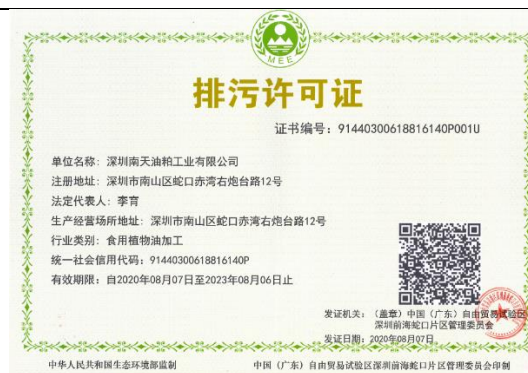 MEE
排污许可证
证书编号：91440300618816140P001U
单位名称：深圳南天油粕工业有限公司
注册地址：深圳市南山区蛇口赤湾右炮台路12号
法定代表人：李育
生产经营场所地址：深圳市南山区蛇口赤湾右炮台路12号
行业类别：食用植物油加工
统一社会信用代码：91440300618816140P
有效期限：自2020年08月07日至2023年08月06日止
发证机关：（盖章）中国（广东）自由贸易试验区
深圳前海蛇口片区管理委员会
发证日期：2020年08月07日
中华人民共和国生态环境部监制
中国（广东）自由贸易试验区深圳前海蛇口片区管理委员会印制